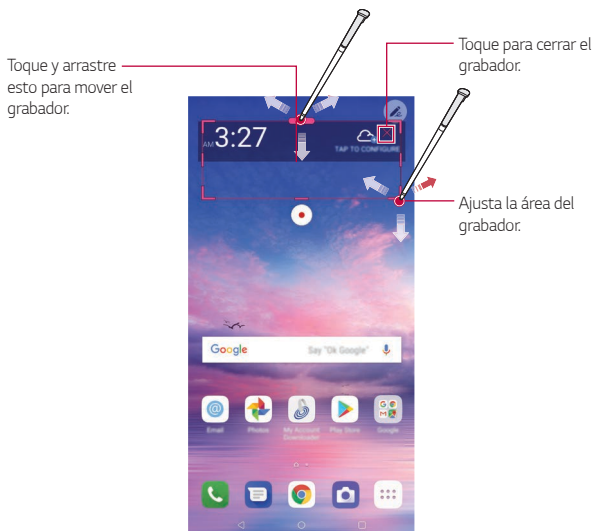 Toque y arrastre
esto para mover el
grabador.
Toque para cerrar el
grabador.
AM 3:27
TAP TO CONFIGURE
Ajusta la área del
grabador.
Google Say "Ok Google"
Email Photos My Account Downloader Play Store Google